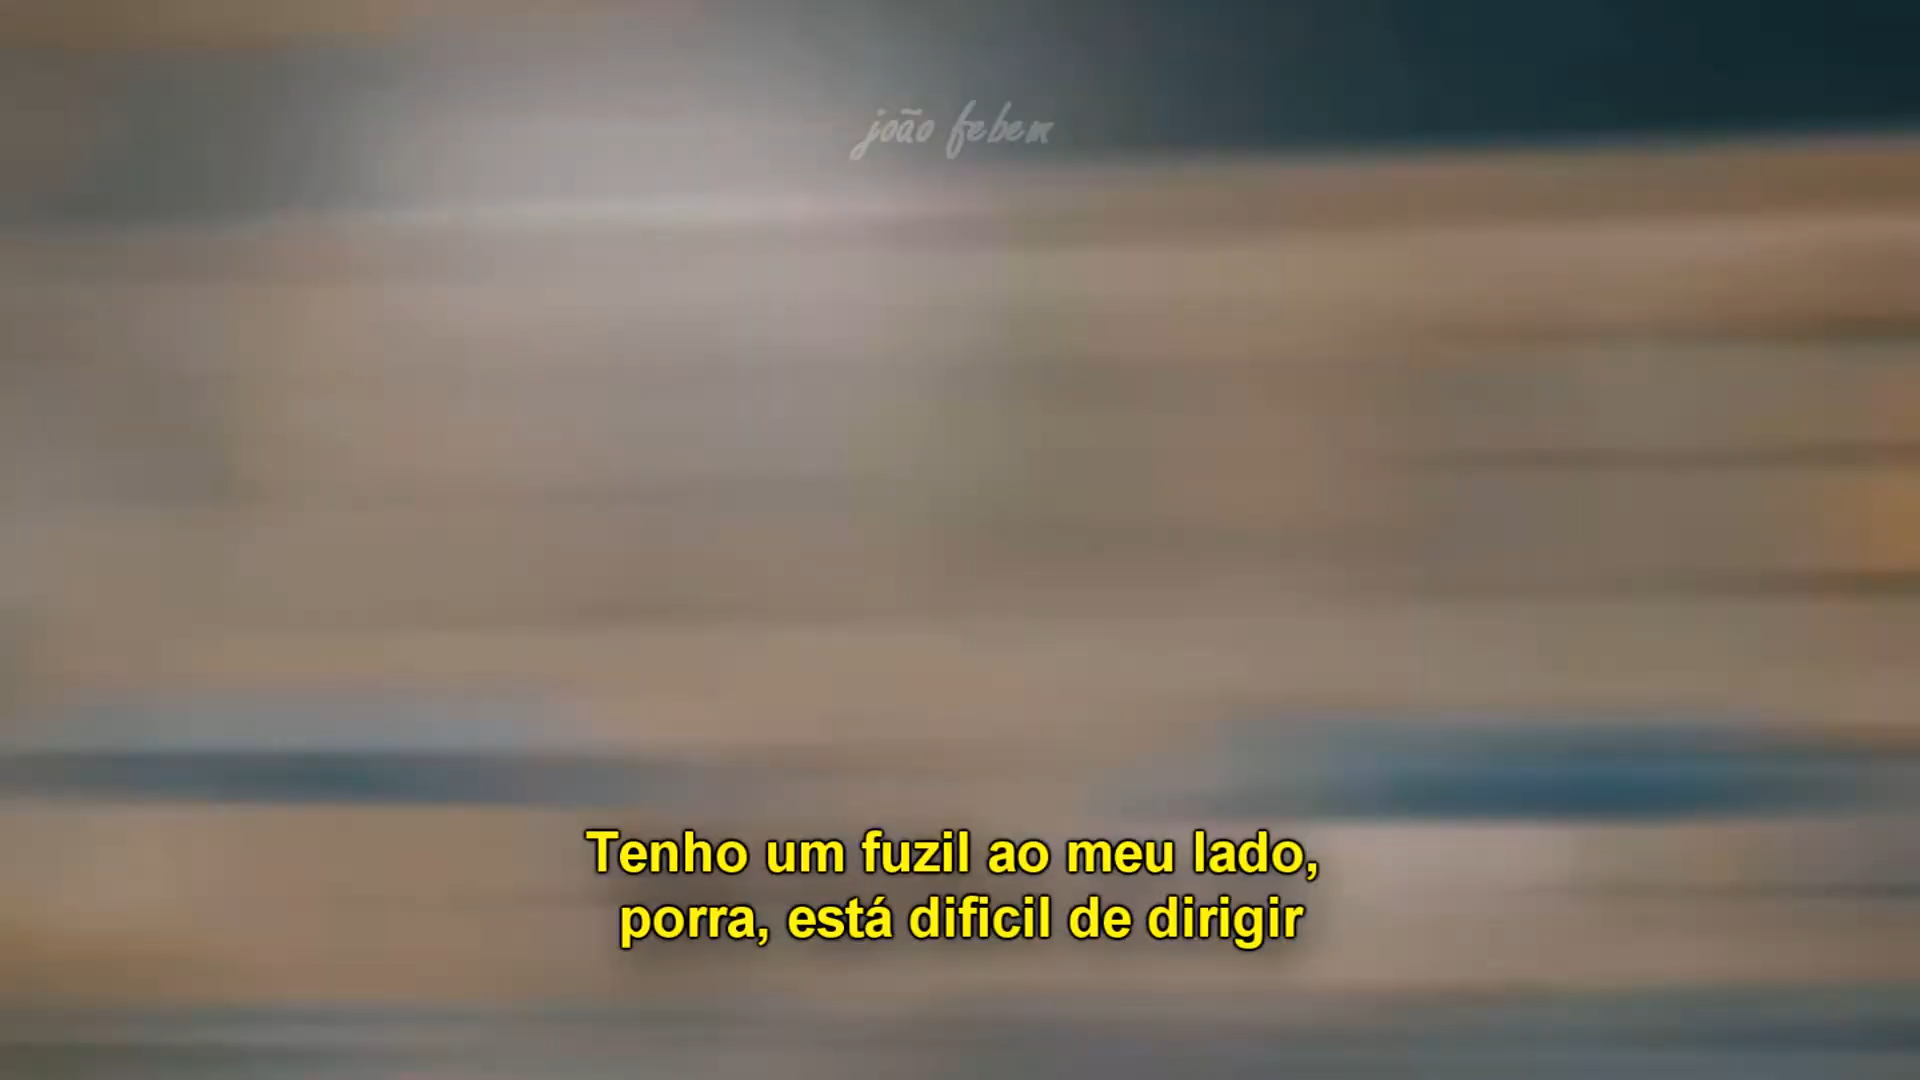 joão febem
Tenho um fuzil ao meu lado,
porra, está dificil de dirigir